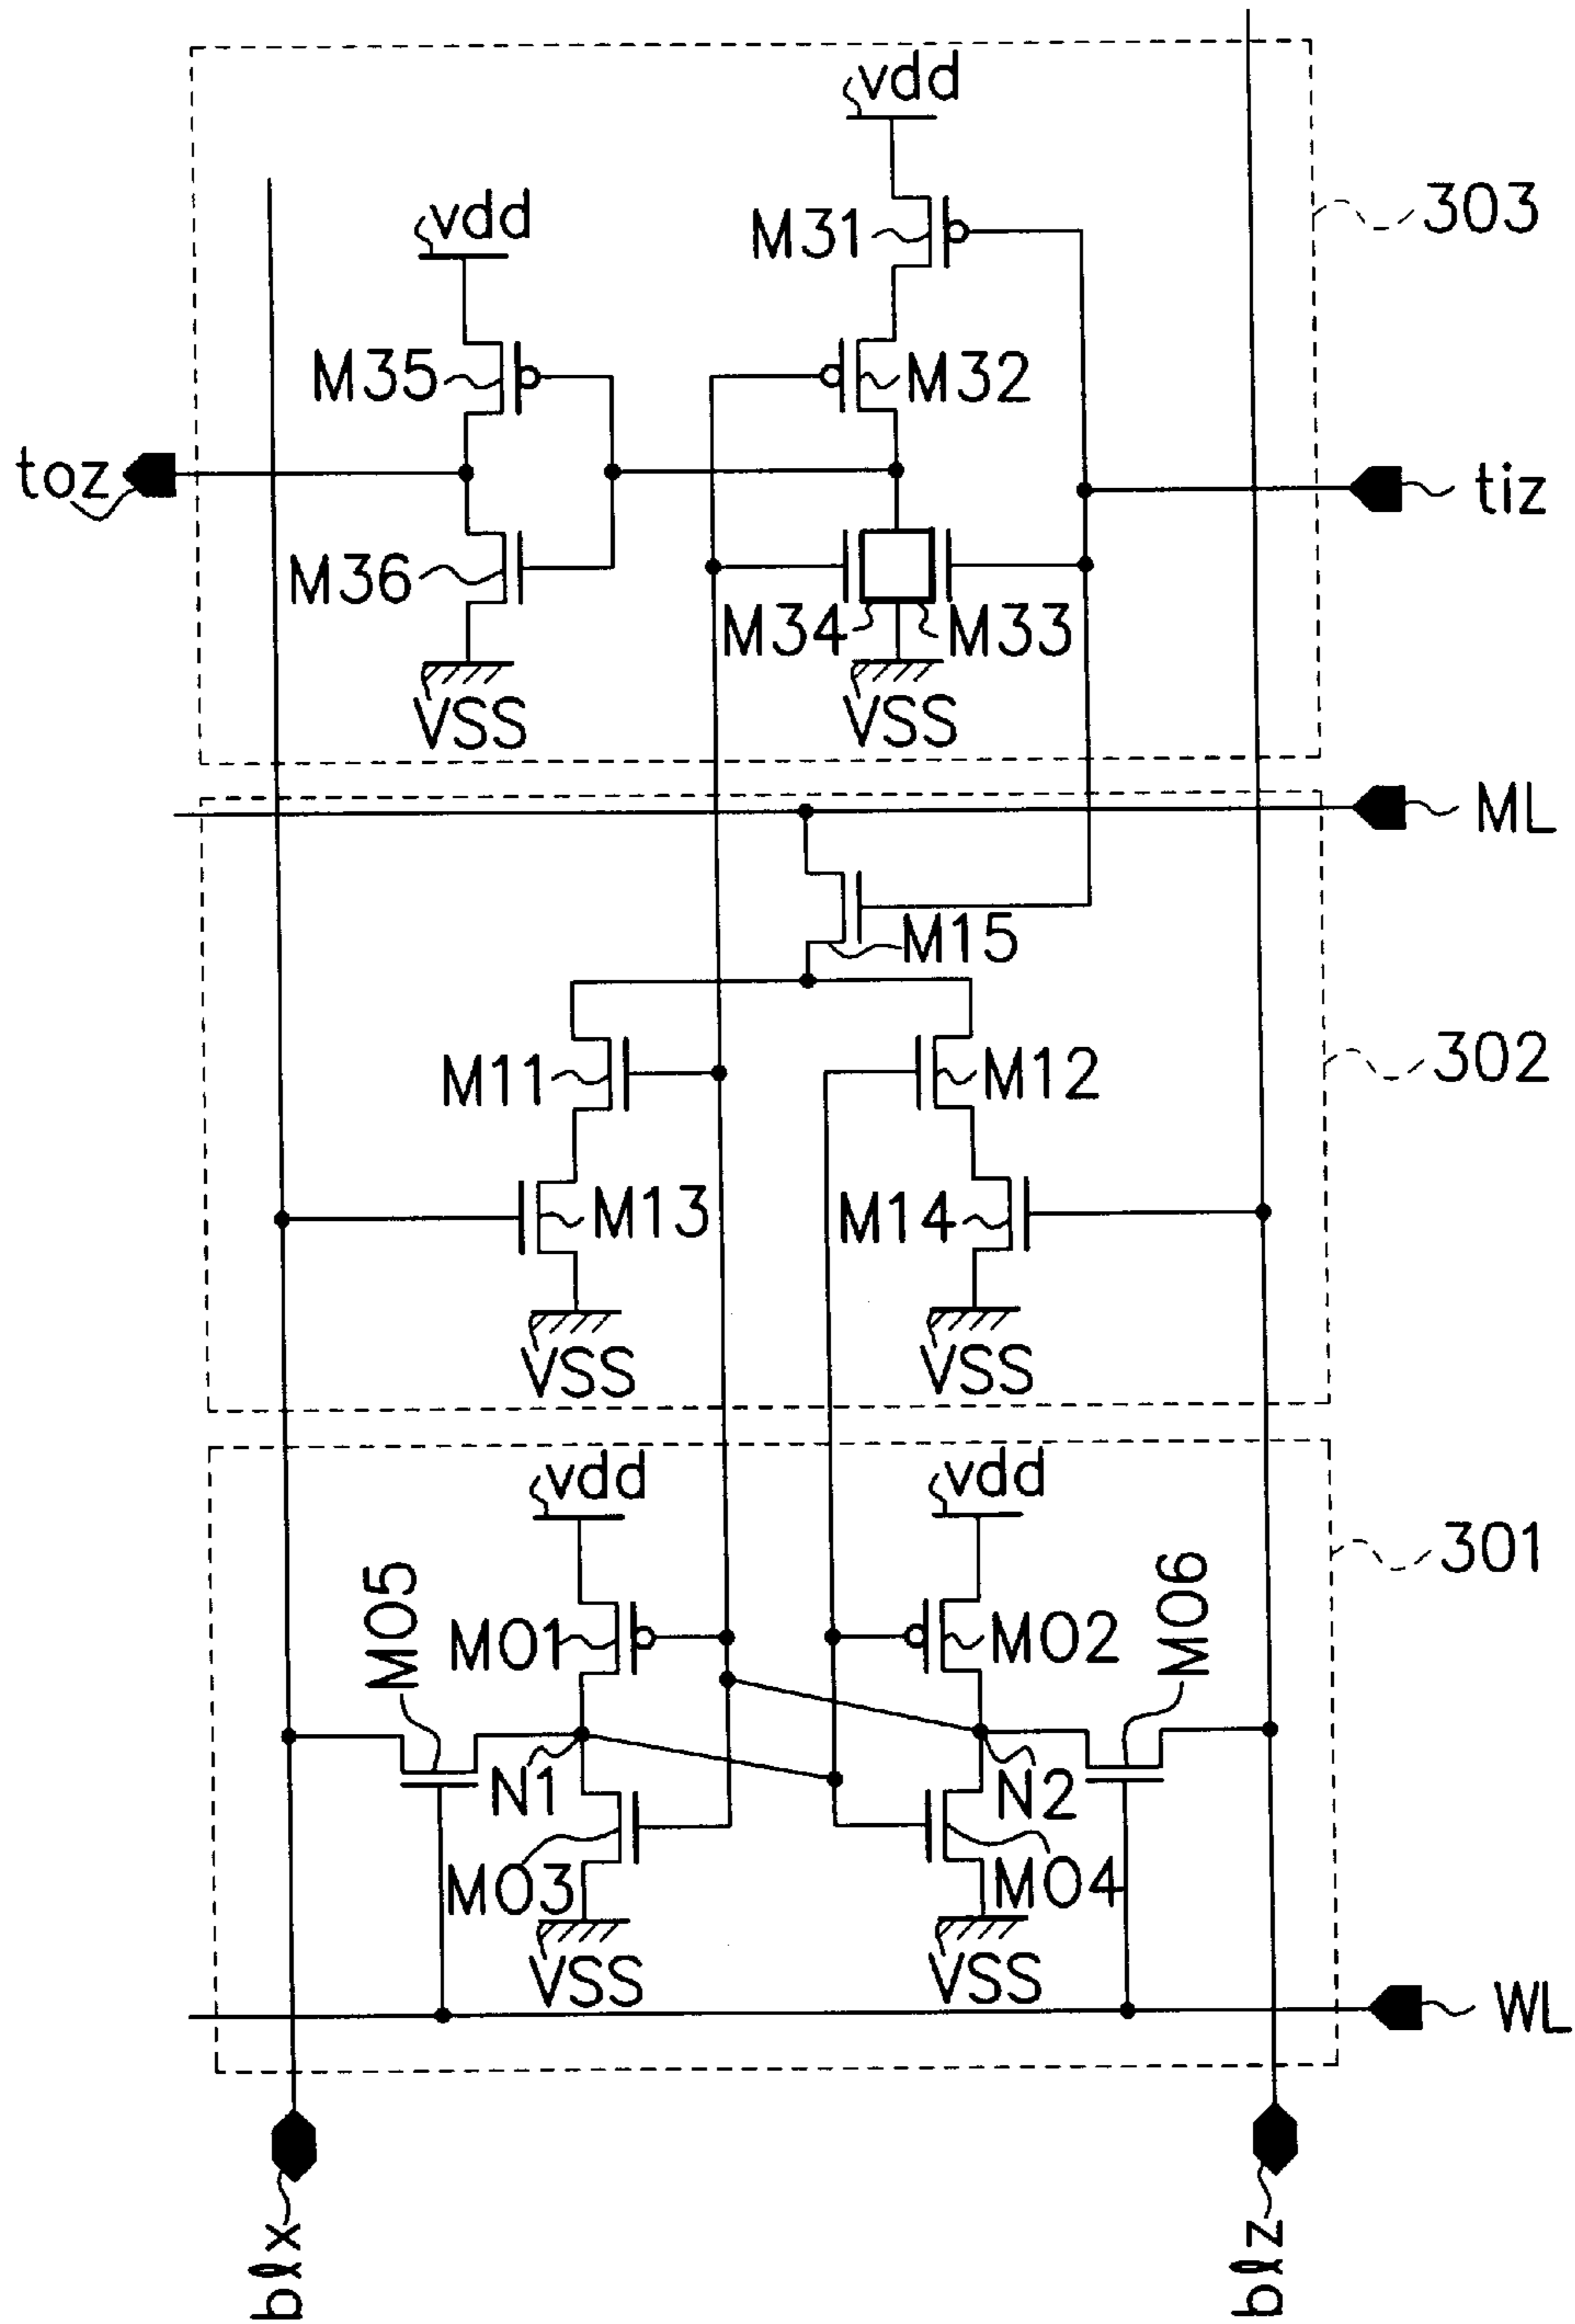 vdd
303
vdd
M31
M35
M32
toz
tiz
M36
M34
M33
VSS
VSS
ML
M15
M11
M12
302
M13
M14
VSS
VSS
vdd
vdd
301
M05
M01
M02
M06
N1
N2
M03
M04
VSS
VSS
WL
blx
blz